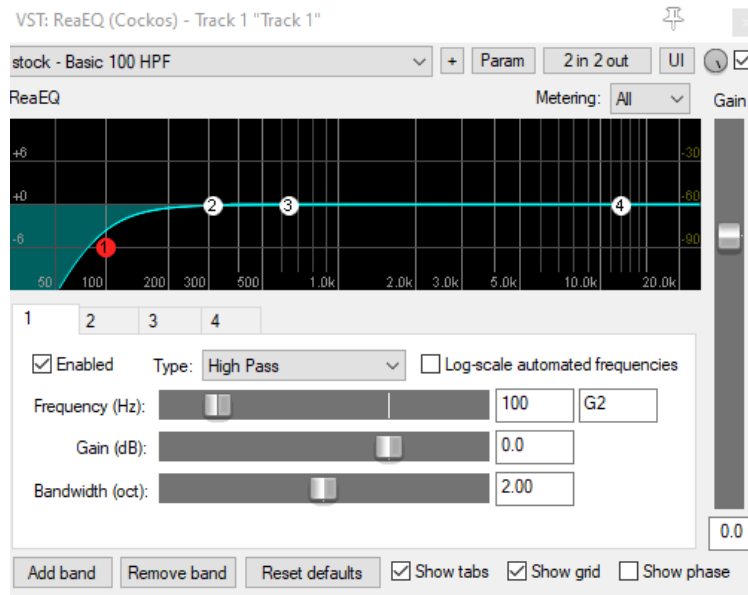 VST: ReaEQ (Cockos) - Track 1 "Track 1"
stock - Basic 100 HPF + Param 2 in 2 out UI
ReaEQ Metering: All Gain
+6 -30
+0 2 3 4 -60
-6 1 -90
50 100 200 300 500 1.0k 2.0k 3.0k 5.0k 10.0k 20.0k
1 2 3 4
Enabled Type: High Pass Log-scale automated frequencies
Frequency (Hz): 100 G2
Gain (dB): 0.0
Bandwidth (oct): 2.00
0.0
Add band Remove band Reset defaults Show tabs Show grid Show phase